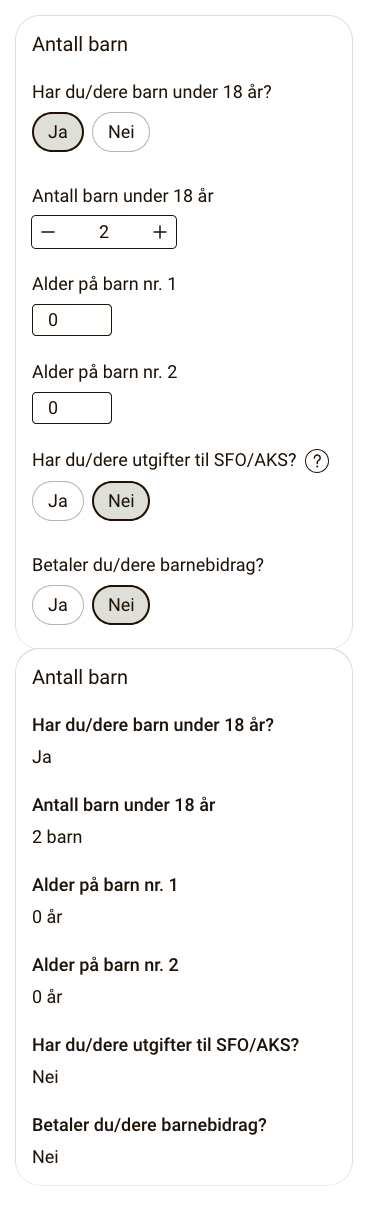 Antall barn
Har du/dere barn under 18 år?
Ja Nei
Antall barn under 18 år
− 2 +
Alder på barn nr. 1
0
Alder på barn nr. 2
0
Har du/dere utgifter til SFO/AKS? ?
Ja Nei
Betaler du/dere barnebidrag?
Ja Nei
Antall barn
Har du/dere barn under 18 år?
Ja
Antall barn under 18 år
2 barn
Alder på barn nr. 1
0 år
Alder på barn nr. 2
0 år
Har du/dere utgifter til SFO/AKS?
Nei
Betaler du/dere barnebidrag?
Nei